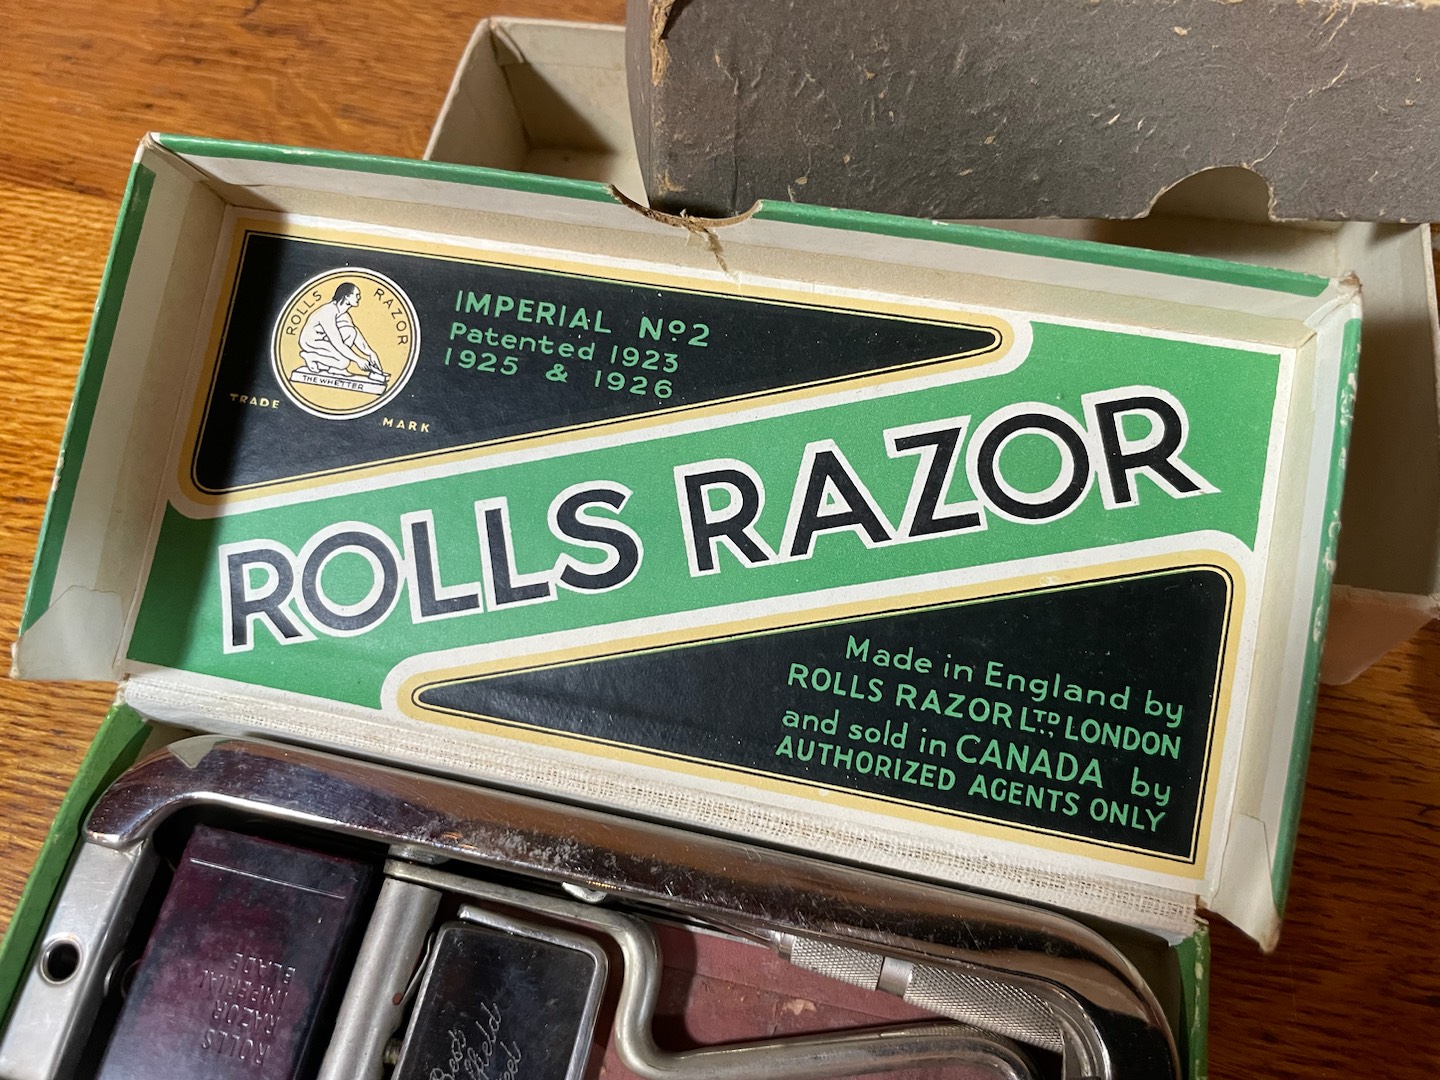 ROLLS RAZOR
THE WHETTER
TRADE MARK
IMPERIAL Nº2
Patented 1923
1925 & 1926
ROLLS RAZOR
Made in England by
ROLLS RAZOR LTD LONDON
and sold in CANADA by
AUTHORIZED AGENTS ONLY
ROLLS
RAZOR
IMPERIAL
BLADE
Best